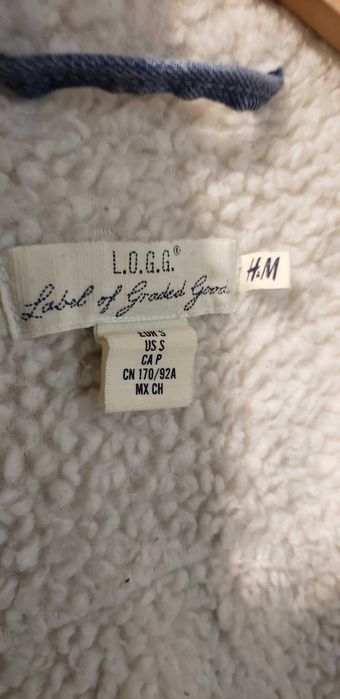 L.O.G.G.®
Label of Graded Goods
H&M
EUR S
US S
CA P
CN 170/92A
MX CH